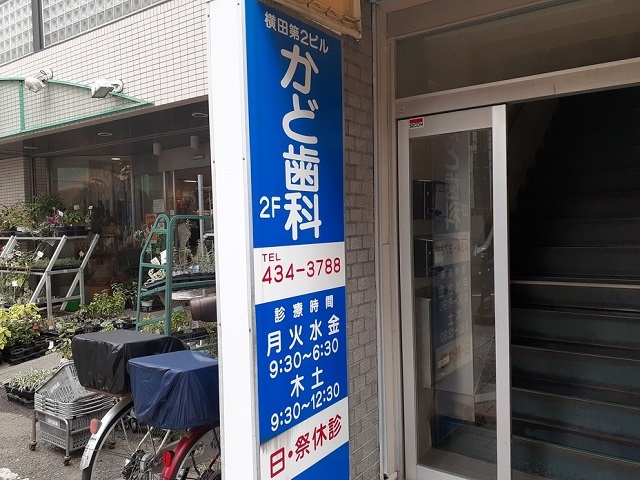 横田第2ビル
かど歯科
2F
TEL
434-3788
診療時間
月火水金
9:30~6:30
木土
9:30~12:30
日・祭休診